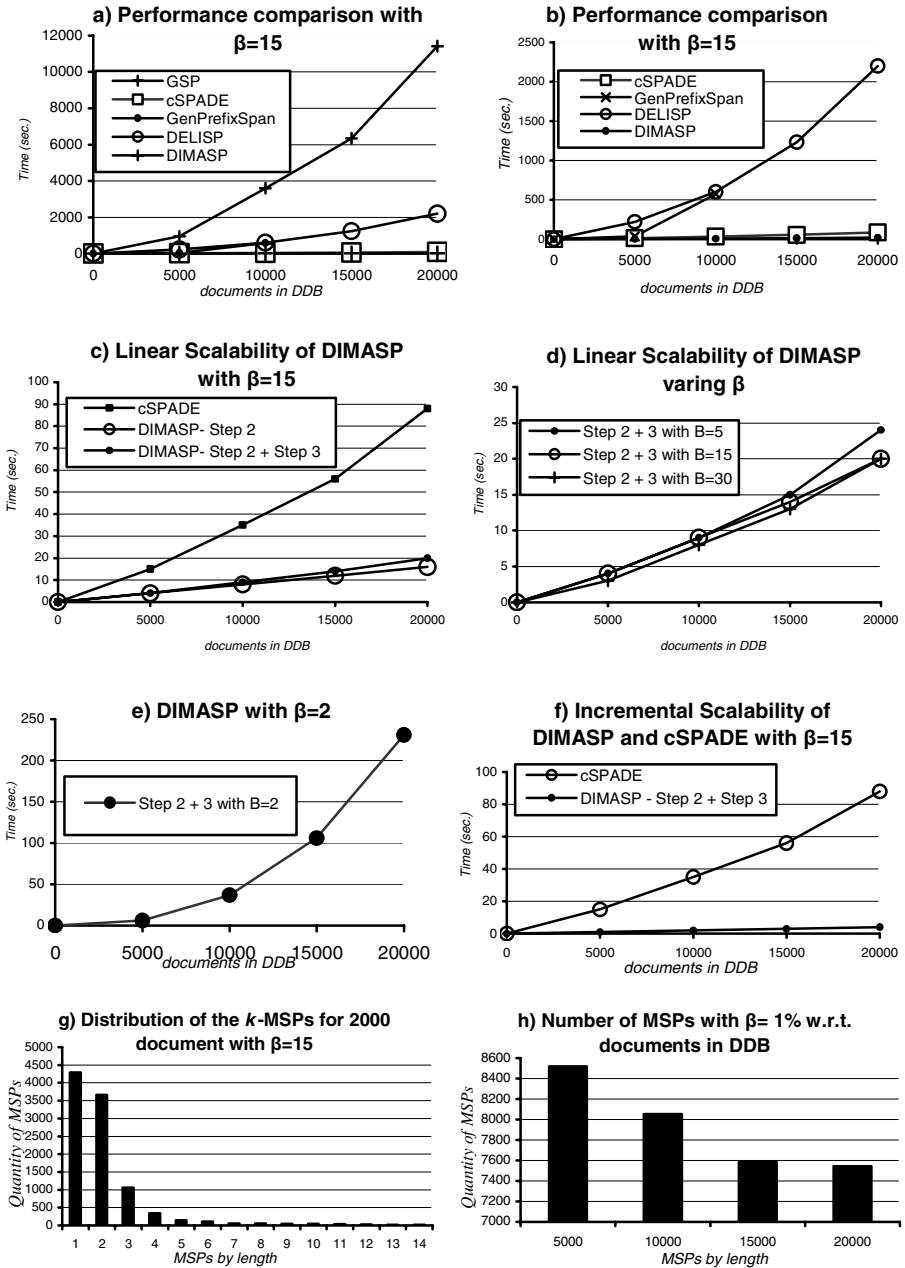 a) Performance comparison with
β=15
12000
10000
8000
6000
4000
2000
0
Time (sec.)
GSP
cSPADE
GenPrefixSpan
DELISP
DIMASP
0 5000 10000 15000 20000
documents in DDB
b) Performance comparison
with β=15
2500
2000
1500
1000
500
0
Time (sec.)
cSPADE
GenPrefixSpan
DELISP
DIMASP
0 5000 10000 15000 20000
documents in DDB
c) Linear Scalability of DIMASP
with β=15
100
90
80
70
60
50
40
30
20
10
0
Time (sec.)
cSPADE
DIMASP- Step 2
DIMASP- Step 2 + Step 3
0 5000 10000 15000 20000
documents in DDB
d) Linear Scalability of DIMASP
varing β
30
25
20
15
10
5
0
Time (sec.)
Step 2 + 3 with B=5
Step 2 + 3 with B=15
Step 2 + 3 with B=30
0 5000 10000 15000 20000
documents in DDB
e) DIMASP with β=2
250
200
150
100
50
0
Time (sec.)
Step 2 + 3 with B=2
0 5000 10000 15000 20000
documents in DDB
f) Incremental Scalability of
DIMASP and cSPADE with β=15
100
80
60
40
20
0
Time (sec.)
cSPADE
DIMASP - Step 2 + Step 3
0 5000 10000 15000 20000
documents in DDB
g) Distribution of the k-MSPs for 2000
document with β=15
5000
4500
4000
3500
3000
2500
2000
1500
1000
500
0
Quantity of MSPs
1 2 3 4 5 6 7 8 9 10 11 12 13 14
MSPs by length
h) Number of MSPs with β= 1% w.r.t.
documents in DDB
8600
8400
8200
8000
7800
7600
7400
7200
7000
Quantity of MSPs
5000 10000 15000 20000
MSPs by length